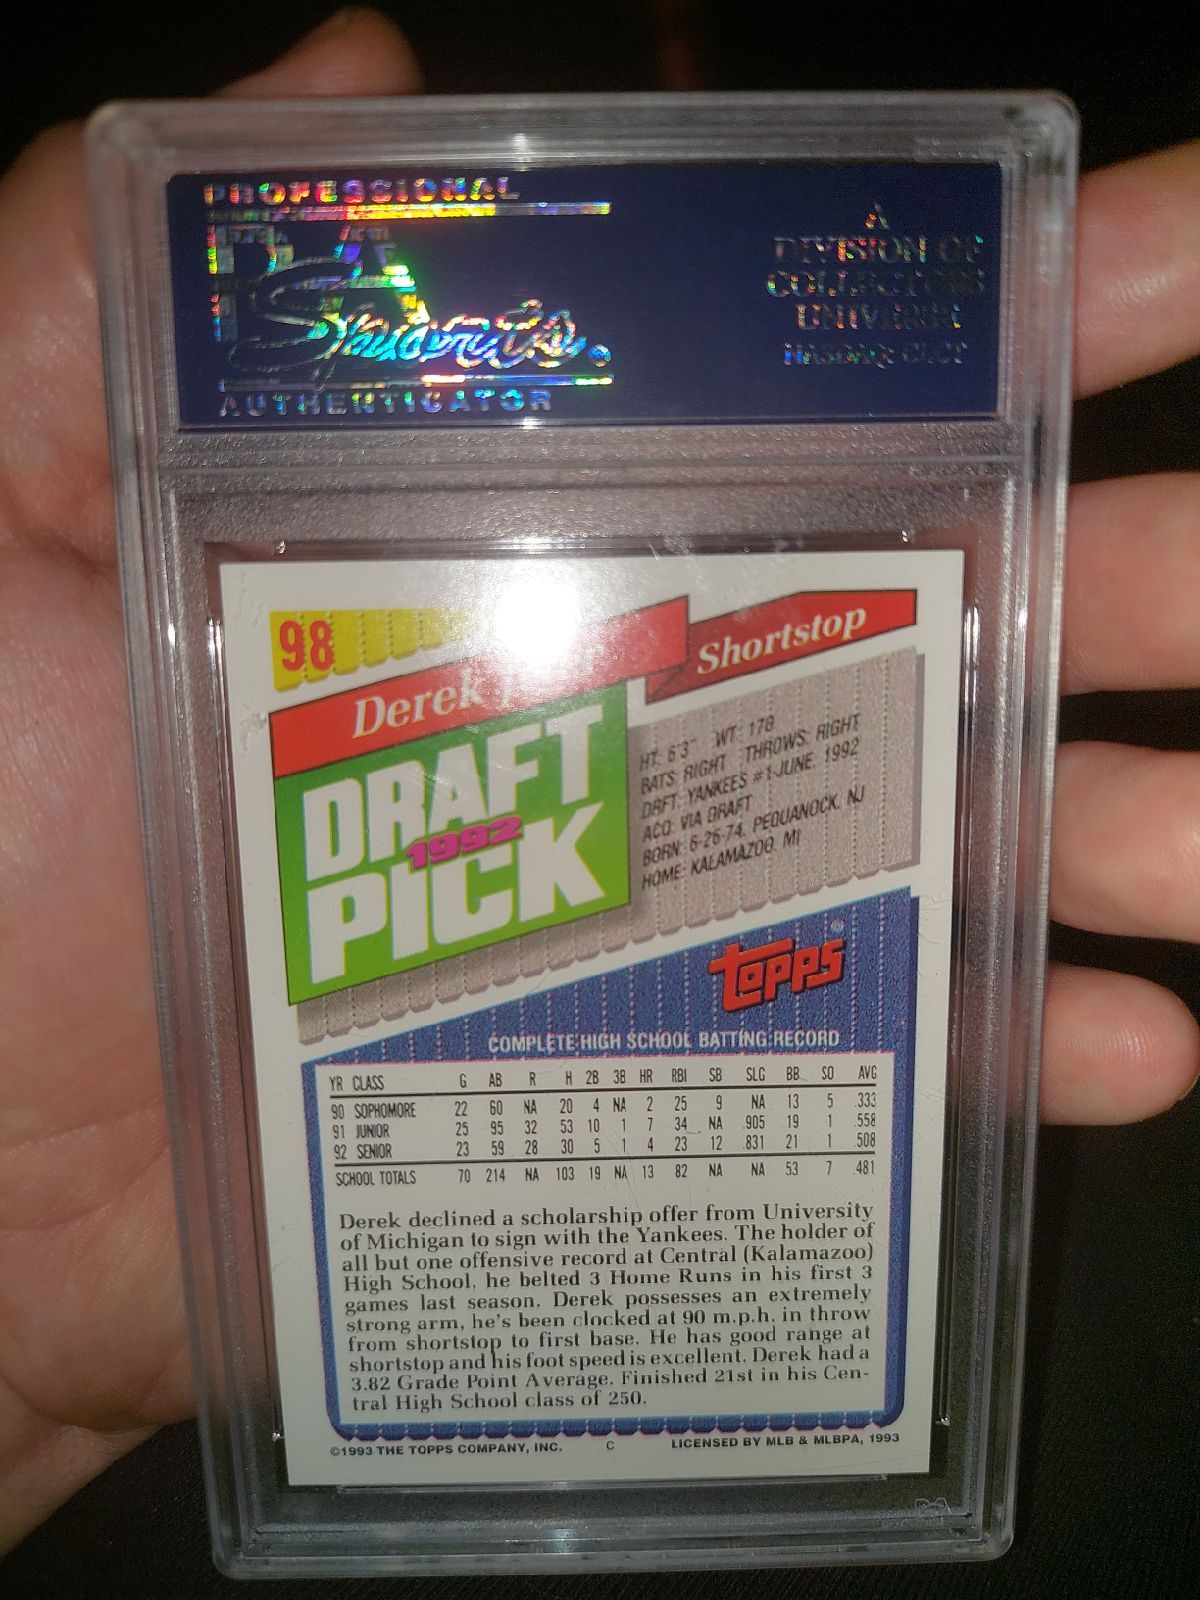 PROFESSIONAL
Sports
AUTHENTICATOR
A
DIVISION OF
COLLECTORS
UNIVERSE
NASDAQ: CLCT
98
Derek
Shortstop
DRAFT
1992
PICK
HT: 6'3" WT: 178
BATS: RIGHT THROWS: RIGHT
DRFT: YANKEES #1-JUNE, 1992
ACQ: VIA DRAFT
BORN: 6-26-74, PEQUANOCK, NJ
HOME: KALAMAZOO, MI
TOPPS®
COMPLETE HIGH SCHOOL BATTING RECORD
YR CLASS G AB R H 2B 3B HR RBI SB SLG BB SO AVG
90 SOPHOMORE 22 60 NA 20 4 NA 2 25 9 NA 13 5 .333
91 JUNIOR 25 95 32 53 10 1 7 34 NA .905 19 1 .558
92 SENIOR 23 59 28 30 5 1 4 23 12 .831 21 1 .508
SCHOOL TOTALS 70 214 NA 103 19 NA 13 82 NA NA 53 7 .481
Derek declined a scholarship offer from University
of Michigan to sign with the Yankees. The holder of
all but one offensive record at Central (Kalamazoo)
High School, he belted 3 Home Runs in his first 3
games last season. Derek possesses an extremely
strong arm, he's been clocked at 90 m.p.h. in throw
from shortstop to first base. He has good range at
shortstop and his foot speed is excellent. Derek had a
3.82 Grade Point Average. Finished 21st in his Cen-
tral High School class of 250.
©1993 THE TOPPS COMPANY, INC. C LICENSED BY MLB & MLBPA, 1993
PSA